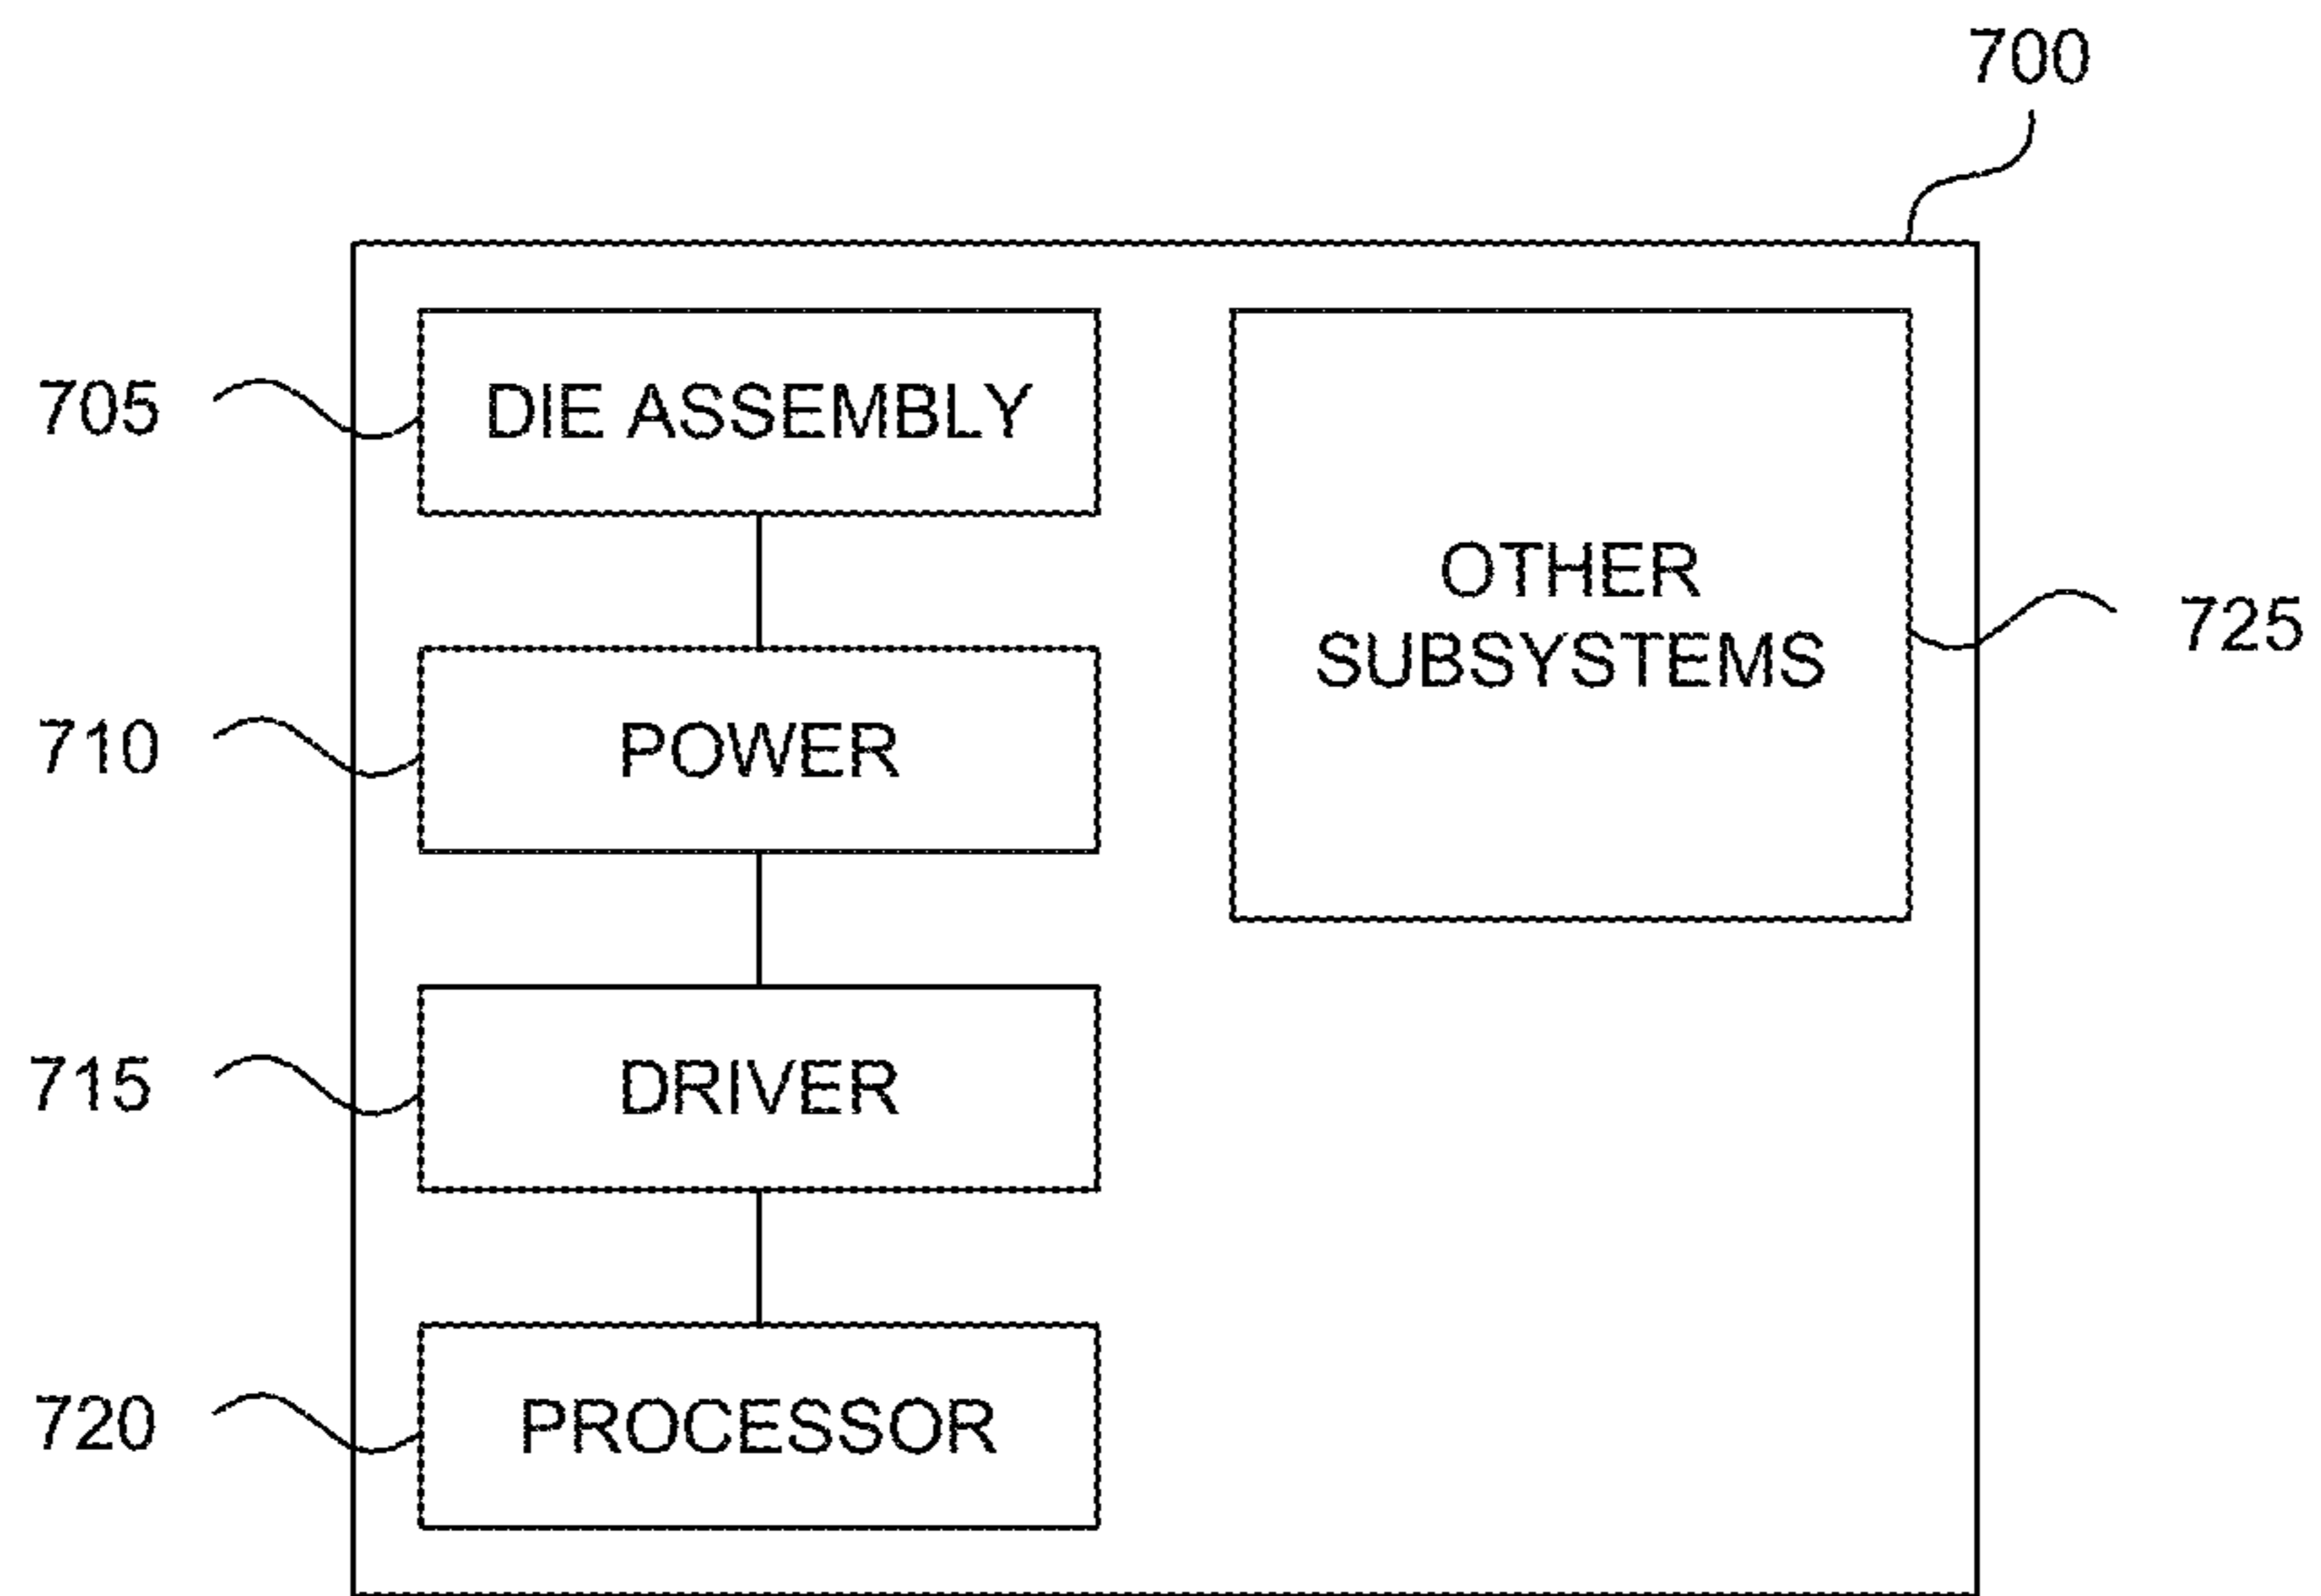 700
705
DIE ASSEMBLY
OTHER
SUBSYSTEMS
725
710
POWER
715
DRIVER
720
PROCESSOR